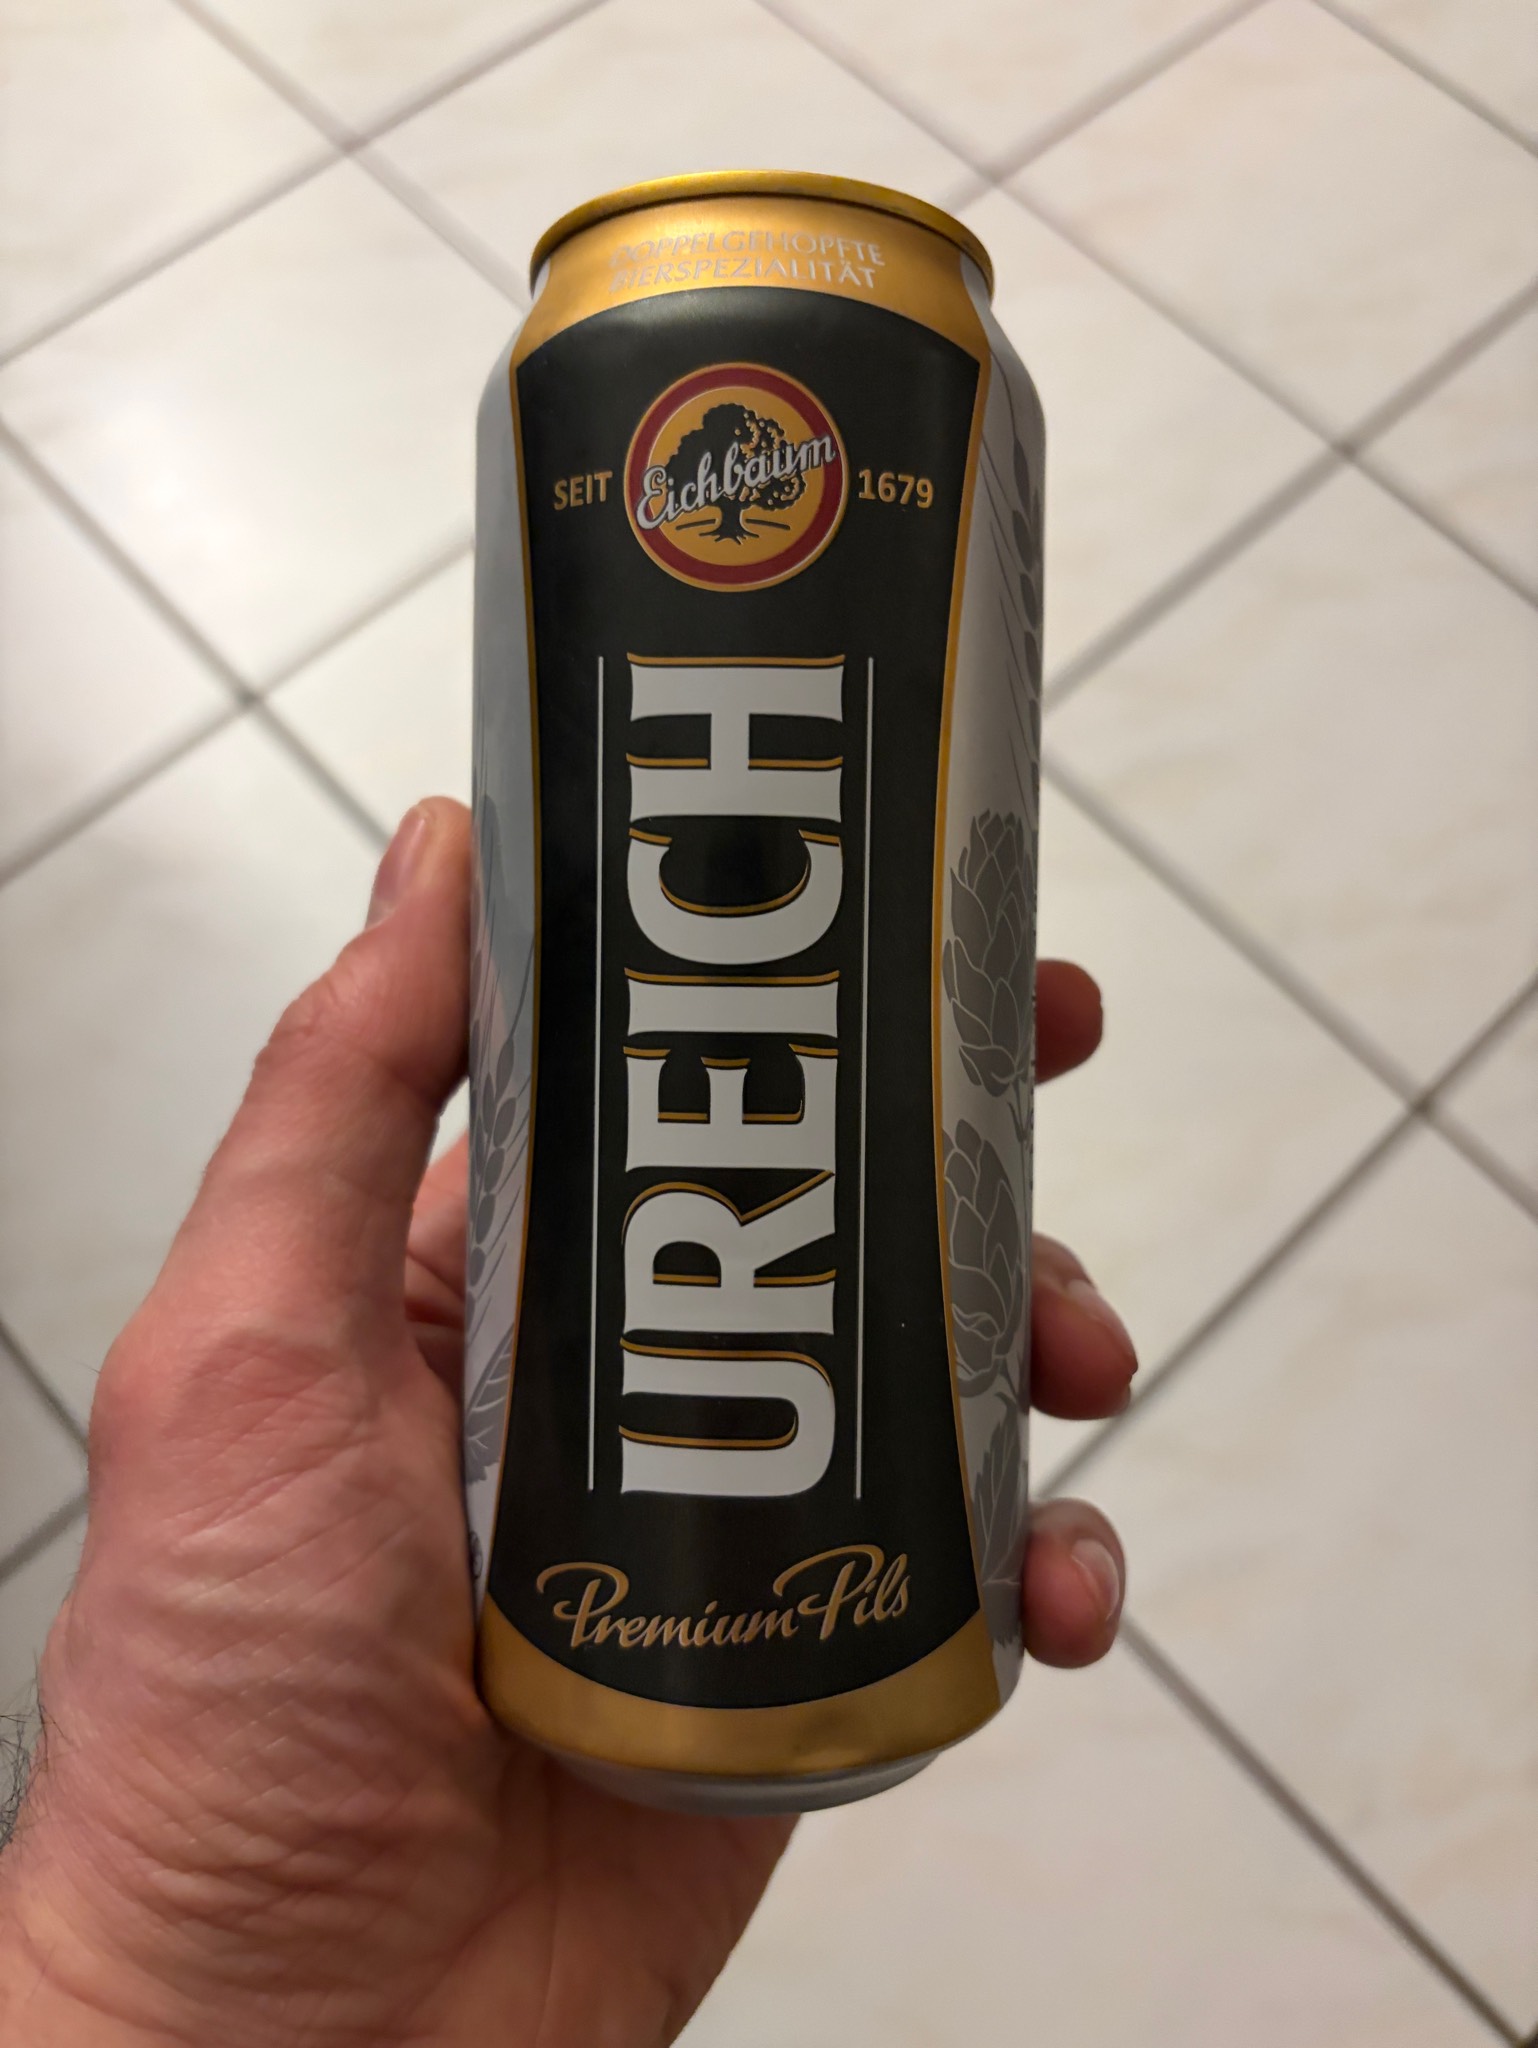 DOPPELGEHOPFTE
BIERSPEZIALITÄT
SEIT Eichbaum 1679
UREICH
Premium Pils